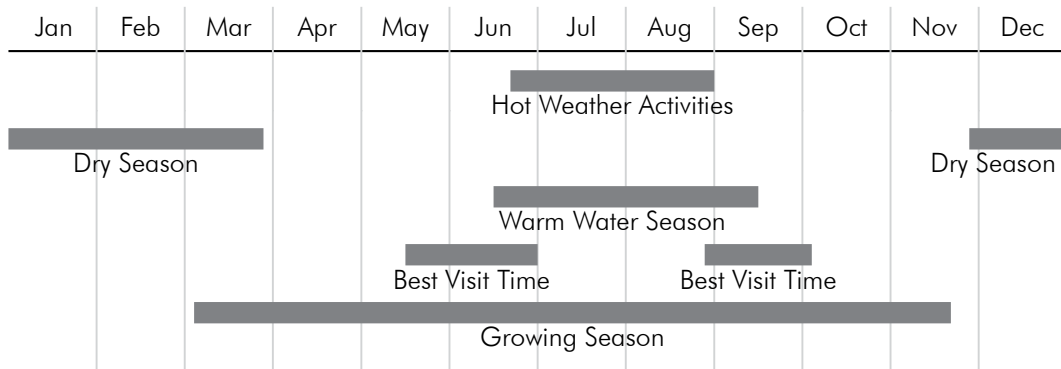 Jan Feb Mar Apr May Jun Jul Aug Sep Oct Nov Dec
Hot Weather Activities
Dry Season Dry Season
Warm Water Season
Best Visit Time Best Visit Time
Growing Season